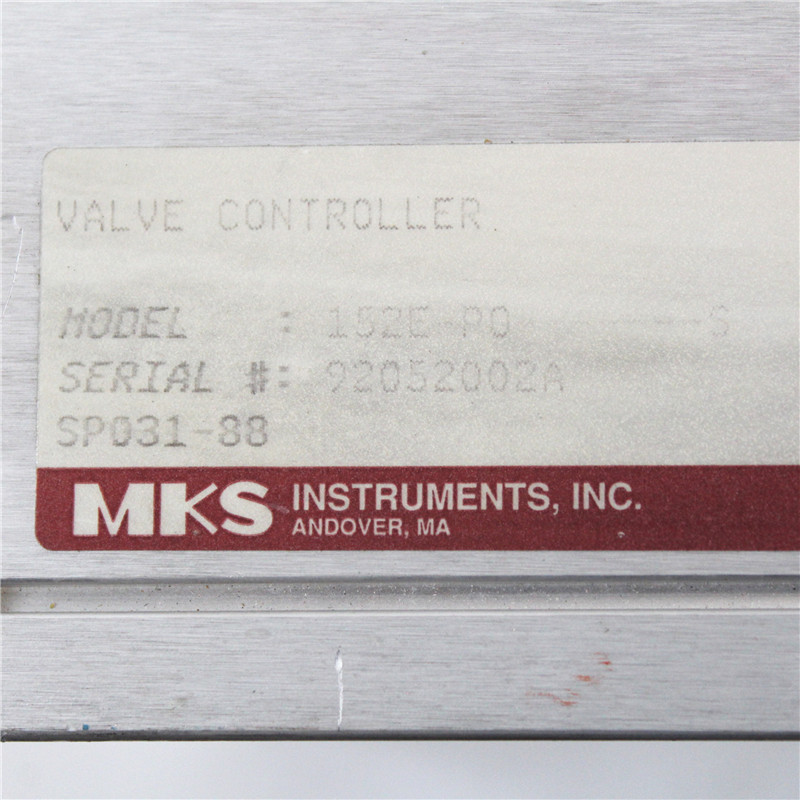 VALVE CONTROLLER
MODEL : 152E-P0 ---S
SERIAL #: 92052002A
SP031-88
MKS INSTRUMENTS, INC.
ANDOVER, MA